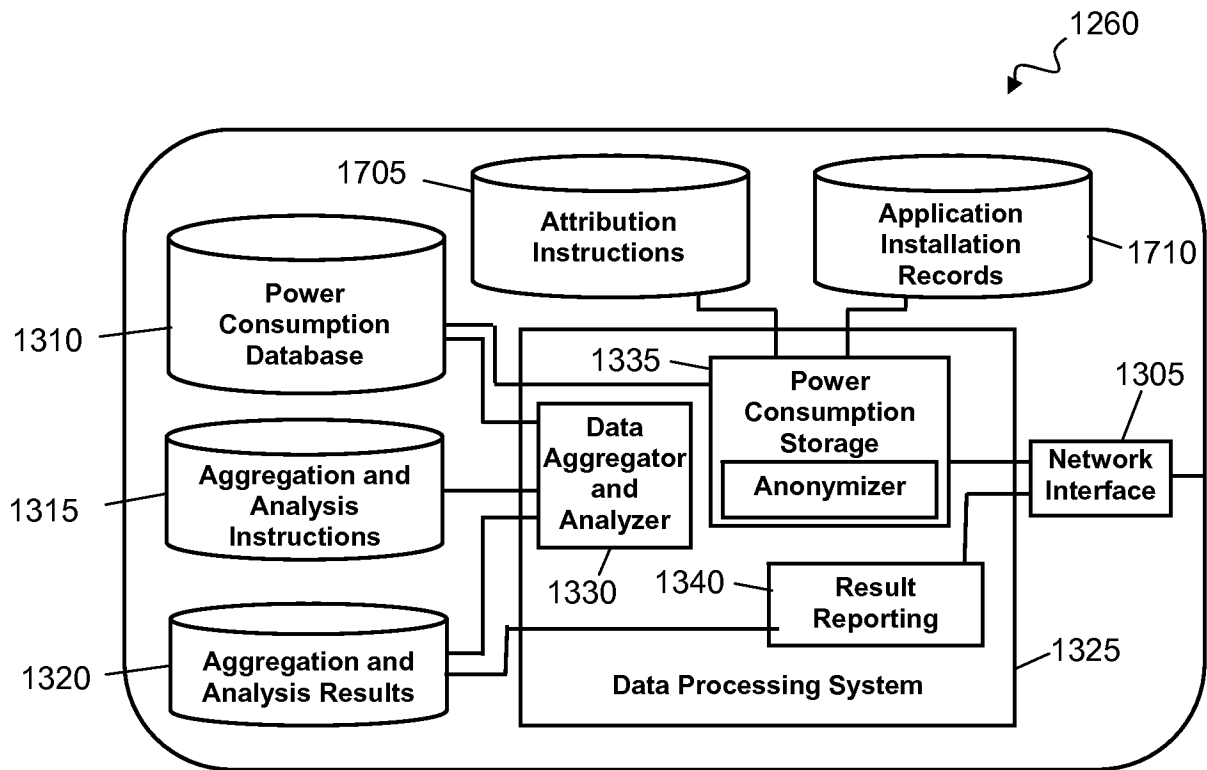 1260
1705
Attribution
Instructions
Application
Installation
Records
1710
Power
Consumption
Database
1310
1335
Power
Consumption
Storage
Anonymizer
1305
Network
Interface
Data
Aggregator
and
Analyzer
1330
Aggregation and
Analysis
Instructions
1315
1340
Result
Reporting
1325
Aggregation and
Analysis Results
1320
Data Processing System